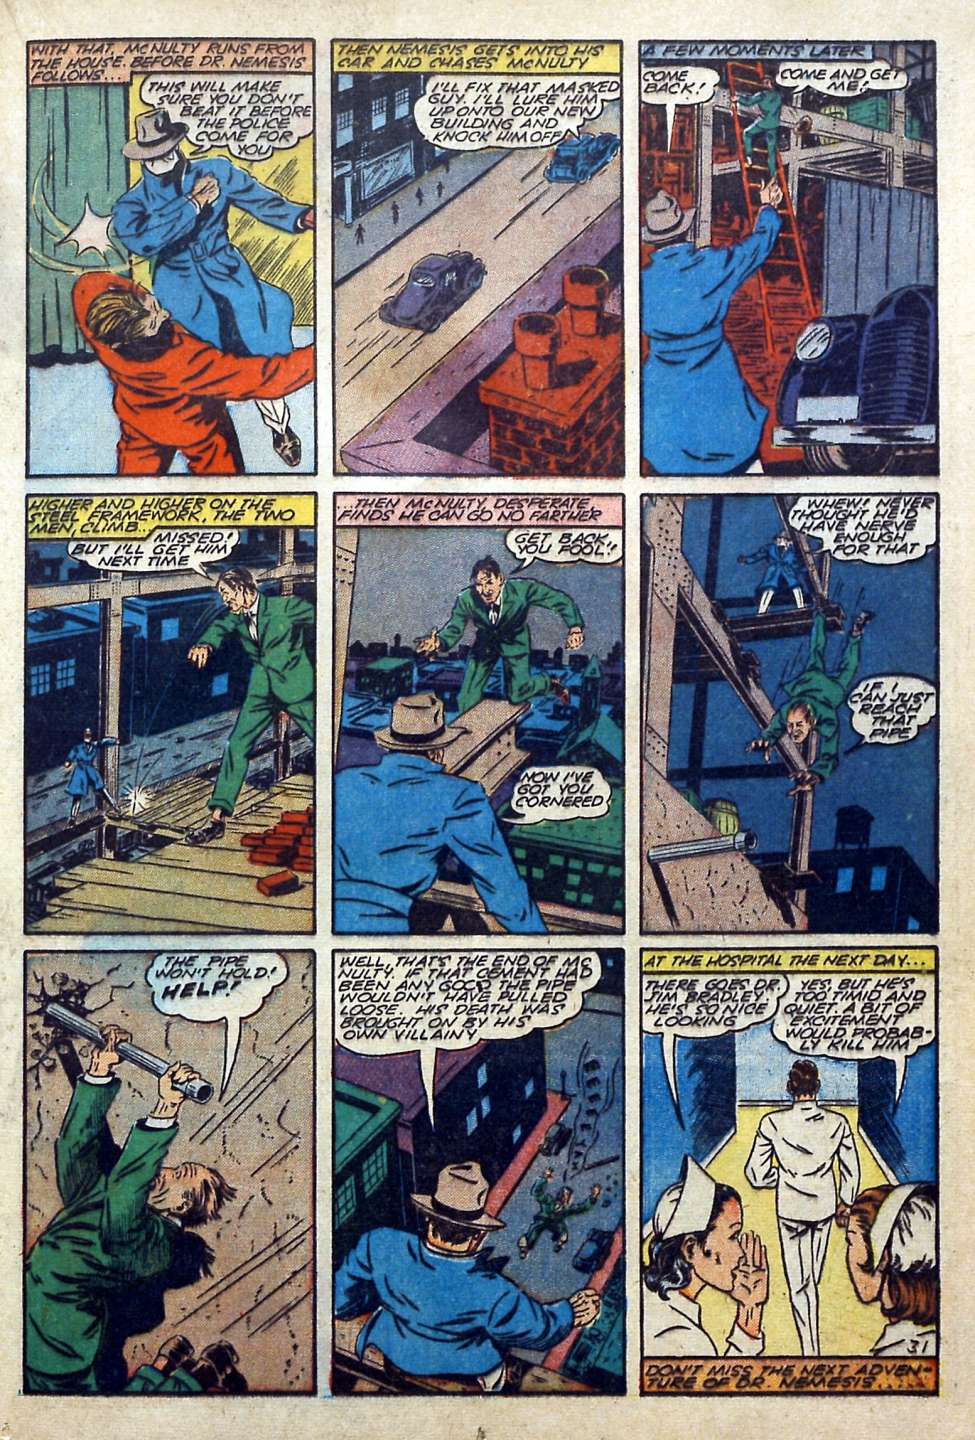 WITH THAT, MCNULTY RUNS FROM
THE HOUSE. BEFORE DR. NEMESIS
FOLLOWS...
THIS WILL MAKE
SURE YOU DON'T
BEAT IT BEFORE
THE POLICE
COME FOR
YOU
THEN NEMESIS GETS INTO HIS
CAR AND CHASES MCNULTY
I'LL FIX THAT MASKED
GUY. I'LL LURE HIM
UP ONTO OUR NEW
BUILDING AND
KNOCK HIM OFF
A FEW MOMENTS LATER
COME
BACK!
COME AND GET
ME!
HIGHER AND HIGHER ON THE
STEEL FRAMEWORK, THE TWO
MEN, CLIMB...
MISSED!
BUT I'LL GET HIM
NEXT TIME
THEN MCNULTY, DESPERATE
FINDS HE CAN GO NO FARTHER
GET BACK,
YOU FOOL!!
NOW I'VE
GOT YOU
CORNERED!
WHEW! NEVER
THOUGHT HE'D
HAVE NERVE
ENOUGH
FOR THAT
IF I
CAN JUST
REACH
THAT
PIPE
THE PIPE
WON'T HOLD!
HELP!
WELL, THAT'S THE END OF MC
NULTY. IF THAT CEMENT HAD
BEEN ANY GOOD THE PIPE
WOULDN'T HAVE PULLED
LOOSE. HIS DEATH WAS
BROUGHT ON BY HIS
OWN VILLAINY
EEEEYAH
AT THE HOSPITAL THE NEXT DAY...
THERE GOES DR.
JIM BRADLEY.
HE'S SO NICE
LOOKING
YES, BUT HE'S
TOO TIMID AND
QUIET. A BIT OF
EXCITEMENT
WOULD PROBAB-
LY KILL HIM
31
DON'T MISS THE NEXT ADVEN-
TURE OF DR. NEMESIS....